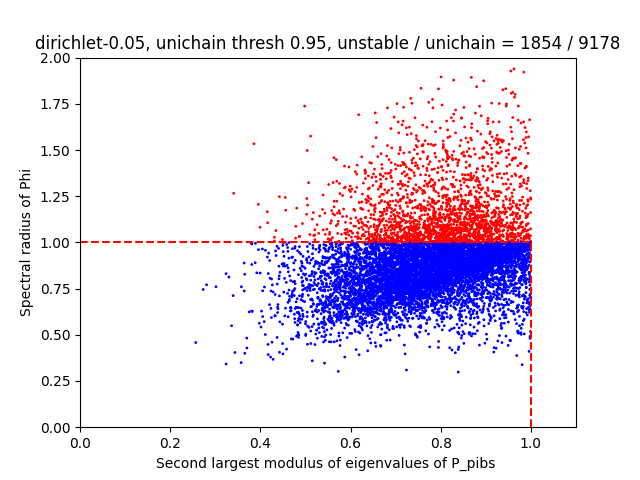 dirichlet-0.05, unichain thresh 0.95, unstable / unichain = 1854 / 9178
2.00
1.75
1.50
1.25
1.00
0.75
0.50
0.25
0.00
Spectral radius of Phi
0.0 0.2 0.4 0.6 0.8 1.0
Second largest modulus of eigenvalues of P_pibs